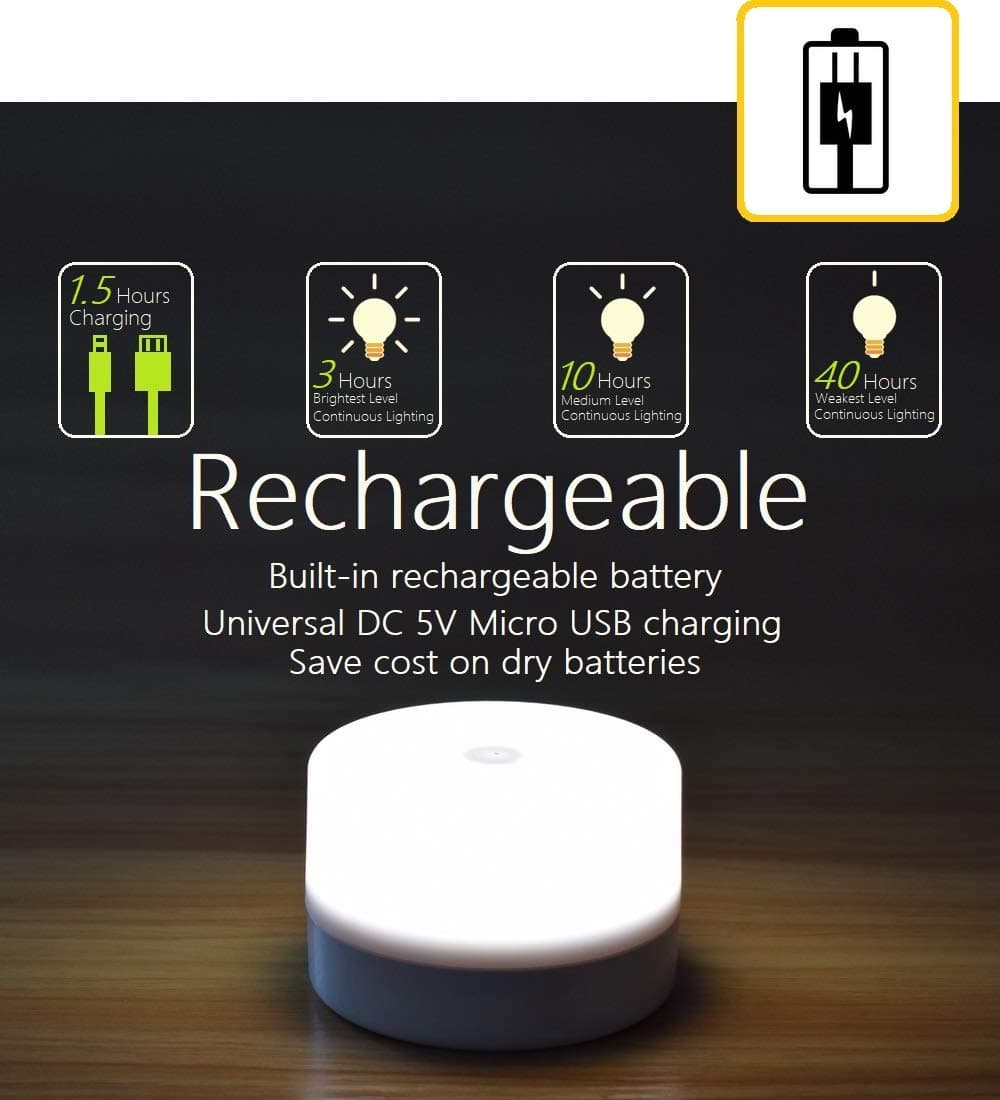 1.5 Hours
Charging
3 Hours
Brightest Level
Continuous Lighting
10 Hours
Medium Level
Continuous Lighting
40 Hours
Weakest Level
Continuous Lighting
Rechargeable
Built-in rechargeable battery
Universal DC 5V Micro USB charging
Save cost on dry batteries